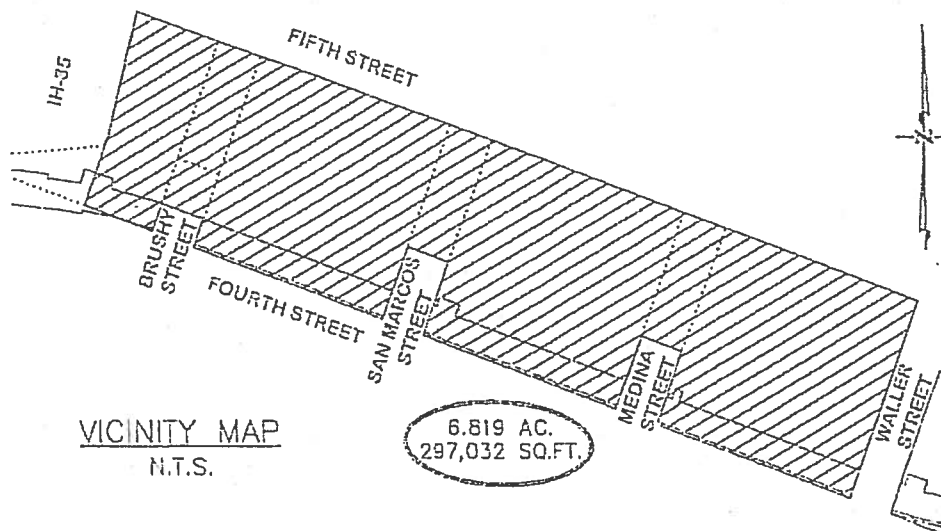 FIFTH STREET
IH-35
BRUSHY
STREET
FOURTH STREET
SAN MARCOS
STREET
MEDINA
STREET
WALLER
STREET
VICINITY MAP
N.T.S.
6.819 AC.
297,032 SQ.FT.